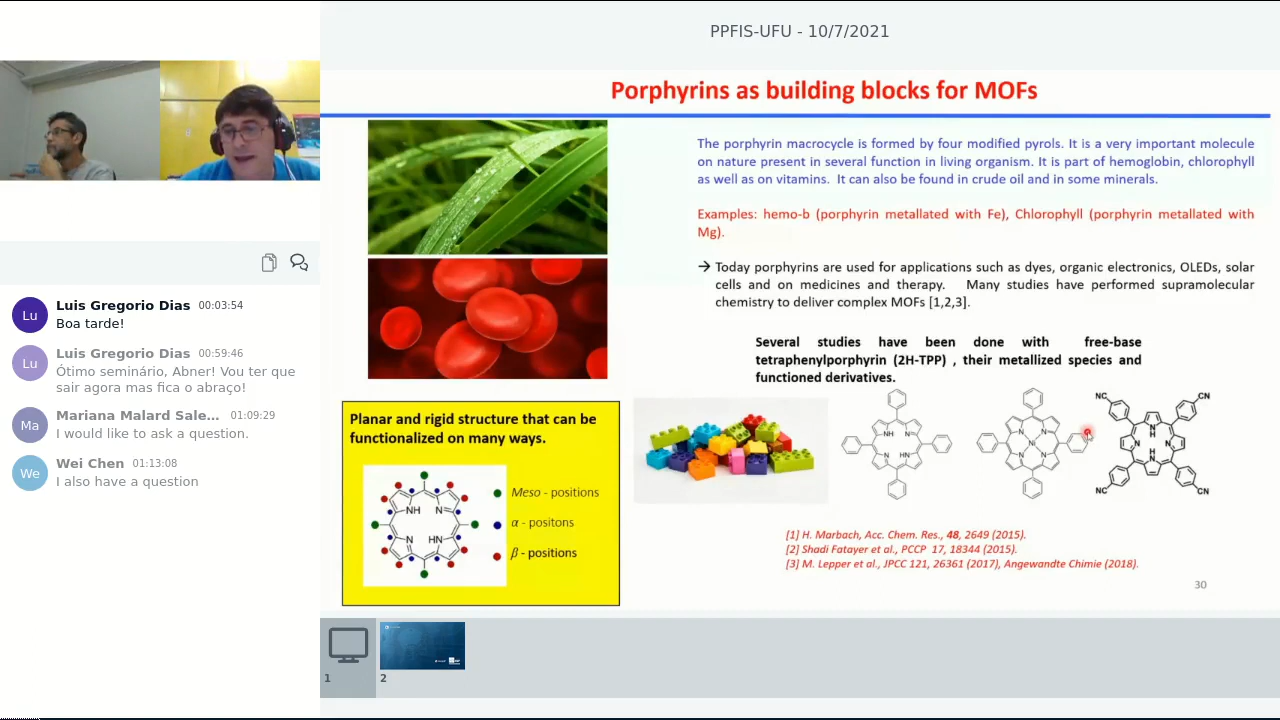 PPFIS-UFU - 10/7/2021
Lu
Luis Gregorio Dias 00:03:54
Boa tarde!
Lu
Luis Gregorio Dias 00:59:46
Ótimo seminário, Abner! Vou ter que
sair agora mas fica o abraço!
Ma
Mariana Malard Sale... 01:09:29
I would like to ask a question.
We
Wei Chen 01:13:08
I also have a question
Porphyrins as building blocks for MOFs
The porphyrin macrocycle is formed by four modified pyrols. It is a very important molecule
on nature present in several function in living organism. It is part of hemoglobin, chlorophyll
as well as on vitamins. It can also be found in crude oil and in some minerals.
Examples: hemo-b (porphyrin metallated with Fe), Chlorophyll (porphyrin metallated with
Mg).
→ Today porphyrins are used for applications such as dyes, organic electronics, OLEDs, solar
cells and on medicines and therapy. Many studies have performed supramolecular
chemistry to deliver complex MOFs [1,2,3].
Several studies have been done with free-base
tetraphenylporphyrin (2H-TPP) , their metallized species and
functioned derivatives.
Planar and rigid structure that can be
functionalized on many ways.
NH N
N HN
Meso - positions
α - positons
β - positions
NH N
N HN
N N
Ni
N N
NC CN
H
N
N N
N
H
NC CN
[1] H. Marbach, Acc. Chem. Res., 48, 2649 (2015).
[2] Shadi Fatayer et al., PCCP 17, 18344 (2015).
[3] M. Lepper et al., JPCC 121, 26361 (2017), Angewandte Chimie (2018).
30
1
2